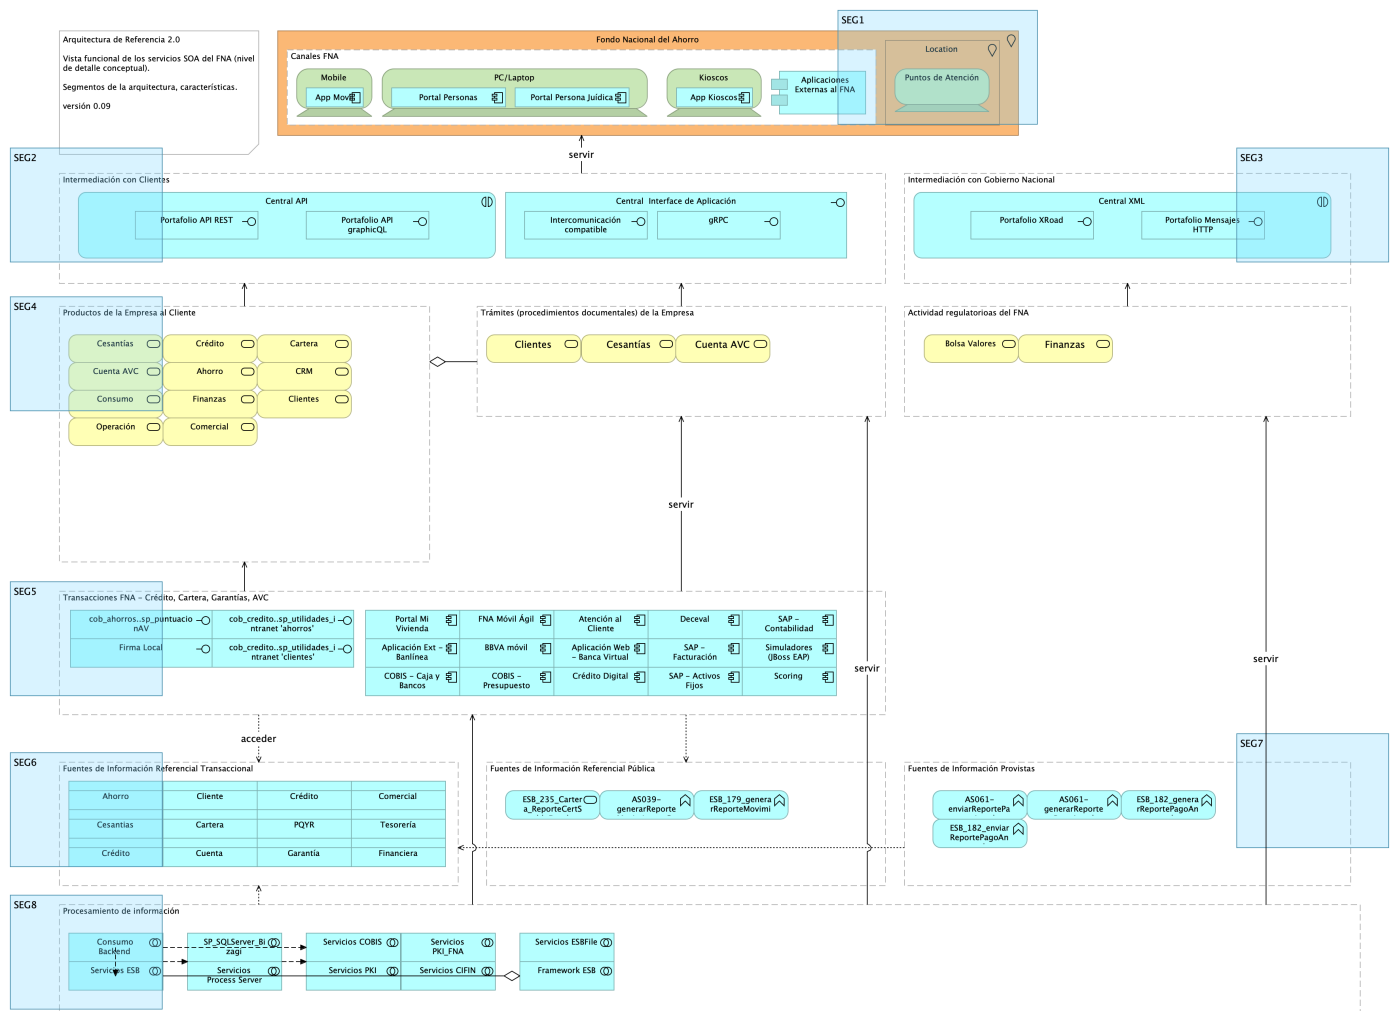 SEG1
Arquitectura de Referencia 2.0
Vista funcional de los servicios SOA del FNA (nivel
de detalle conceptual).
Segmentos de la arquitectura, características.
versión 0.09
Fondo Nacional del Ahorro
Canales FNA
Location
Mobile
App Movil
PC/Laptop
Portal Personas
Portal Persona Jurídica
Kioscos
App Kioscos
Aplicaciones
Externas al FNA
Puntos de Atención
servir
SEG2
SEG3
Intermediación con Clientes
Central API
Portafolio API REST
Portafolio API
graphicQL
Central Interface de Aplicación
Intercomunicación
compatible
gRPC
Intermediación con Gobierno Nacional
Central XML
Portafolio XRoad
Portafolio Mensajes
HTTP
SEG4
Productos de la Empresa al Cliente
Cesantías
Crédito
Cartera
Cuenta AVC
Ahorro
CRM
Consumo
Finanzas
Clientes
Operación
Comercial
Trámites (procedimientos documentales) de la Empresa
Clientes
Cesantías
Cuenta AVC
Actividad regulatorioas del FNA
Bolsa Valores
Finanzas
servir
servir
servir
SEG5
Transacciones FNA - Crédito, Cartera, Garantías, AVC
cob_ahorros..sp_puntuacio
nAV
cob_credito..sp_utilidades_i
ntranet 'ahorros'
Firma Local
cob_credito..sp_utilidades_i
ntranet 'clientes'
Portal Mi
Vivienda
FNA Móvil Ágil
Atención al
Cliente
Deceval
SAP -
Contabilidad
Aplicación Ext -
Banlínea
BBVA móvil
Aplicación Web
- Banca Virtual
SAP -
Facturación
Simuladores
(JBoss EAP)
COBIS - Caja y
Bancos
COBIS -
Presupuesto
Crédito Digital
SAP - Activos
Fijos
Scoring
acceder
SEG6
SEG7
Fuentes de Información Referencial Transaccional
Ahorro
Cliente
Crédito
Comercial
Cesantias
Cartera
PQYR
Tesorería
Crédito
Cuenta
Garantía
Financiera
Fuentes de Información Referencial Pública
ESB_235_Carter
a_ReporteCertS
AS039-
generarReporte
ESB_179_genera
rReporteMovimi
Fuentes de Información Provistas
AS061-
enviarReportePa
AS061-
generarReporte
ESB_182_genera
rReportePagoAn
ESB_182_enviar
ReportePagoAn
SEG8
Procesamiento de información
Consumo
Backend
SP_SQLServer_Bi
zagi
Servicios COBIS
Servicios
PKI_FNA
Servicios ESBFile
Servicios ESB
Servicios
Process Server
Servicios PKI
Servicios CIFIN
Framework ESB